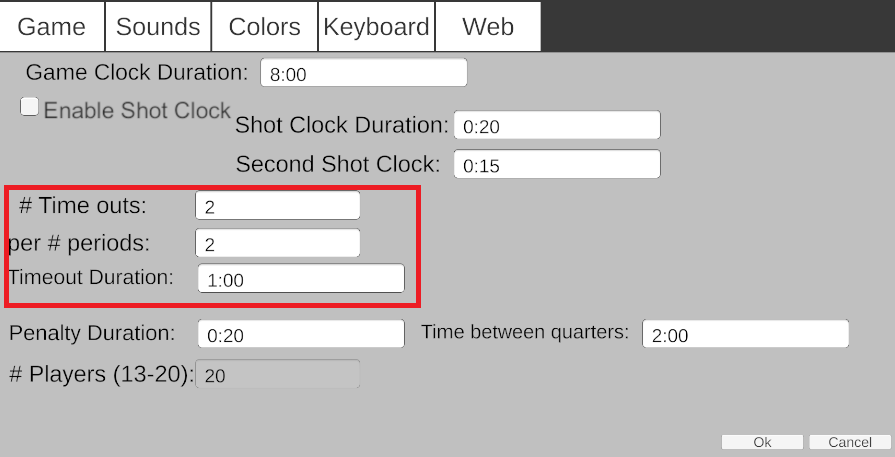 Game Sounds Colors Keyboard Web
Game Clock Duration: 8:00
Enable Shot Clock
Shot Clock Duration: 0:20
Second Shot Clock: 0:15
# Time outs: 2
per # periods: 2
Timeout Duration: 1:00
Penalty Duration: 0:20 Time between quarters: 2:00
# Players (13-20): 20
Ok Cancel